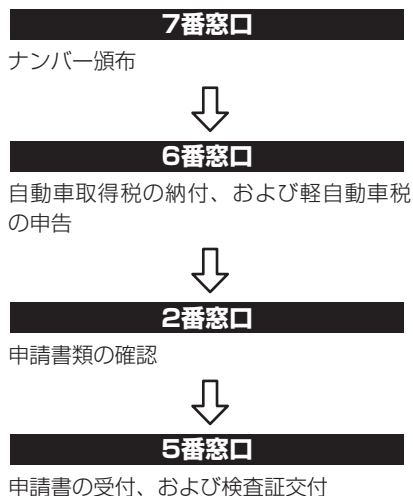 7番窓口
ナンバー頒布
6番窓口
自動車取得税の納付、および軽自動車税
の申告
2番窓口
申請書類の確認
5番窓口
申請書の受付、および検査証交付